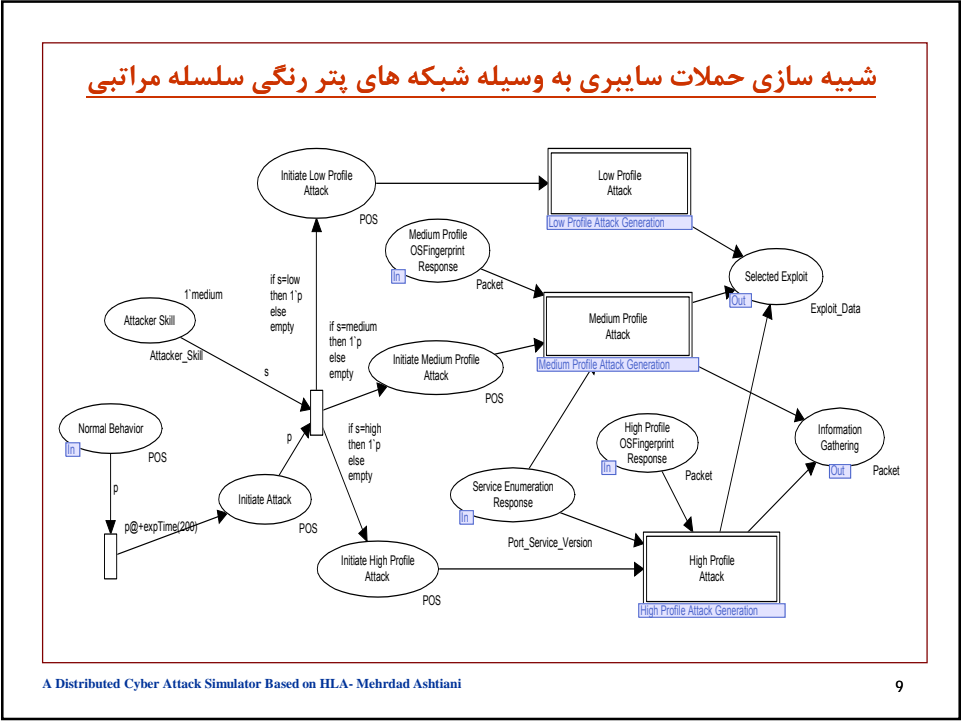 شبیه سازی حملات سایبری به وسیله شبکه های پتر رنگی سلسله مراتبی
Initiate Low Profile
Attack
POS
Low Profile
Attack
Low Profile Attack Generation
Medium Profile
OSFingerprint
Response
In
Packet
Selected Exploit
Out
Exploit_Data
1`medium
Attacker Skill
Attacker_Skill
if s=low
then 1`p
else
empty
if s=medium
then 1`p
else
empty
Medium Profile
Attack
Medium Profile Attack Generation
Initiate Medium Profile
Attack
POS
s
Normal Behavior
In
POS
p
if s=high
then 1`p
else
empty
High Profile
OSFingerprint
Response
In
Packet
Information
Gathering
Out
Packet
p
p@+expTime(200)
Initiate Attack
POS
Service Enumeration
Response
In
Port_Service_Version
Initiate High Profile
Attack
POS
High Profile
Attack
High Profile Attack Generation
A Distributed Cyber Attack Simulator Based on HLA- Mehrdad Ashtiani
9